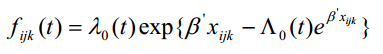 f_{ijk}(t) = λ_0(t) exp{β' x_{ijk} − Λ_0(t) e^{β' x_{ijk}}}